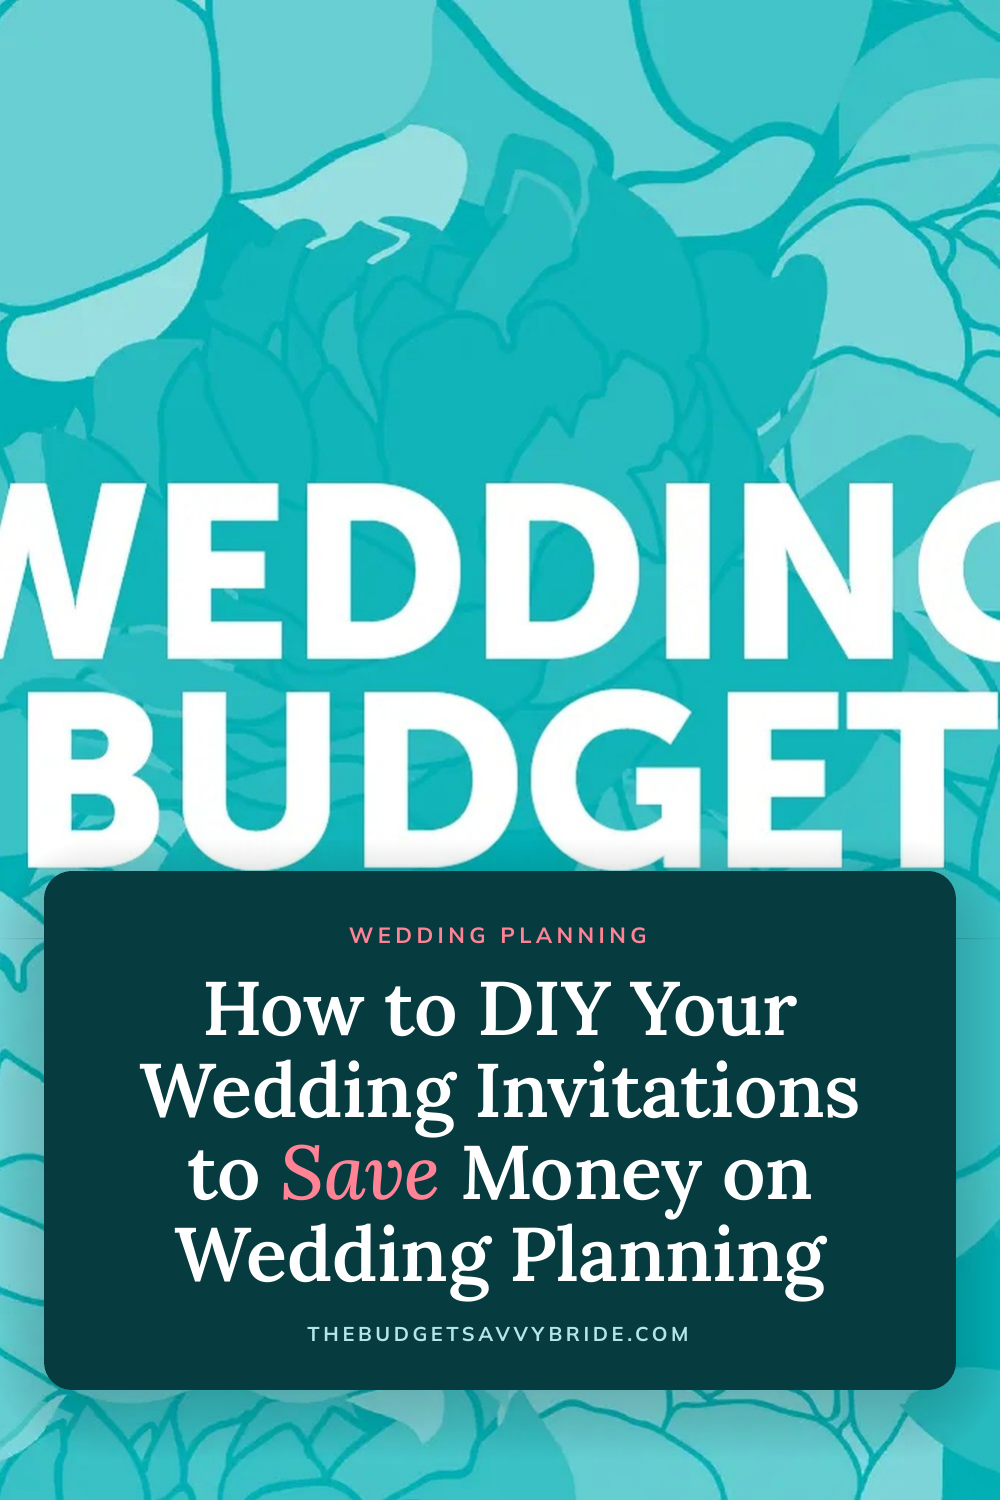 WEDDING
BUDGET
WEDDING PLANNING
How to DIY Your
Wedding Invitations
to Save Money on
Wedding Planning
THEBUDGETSAVVYBRIDE.COM